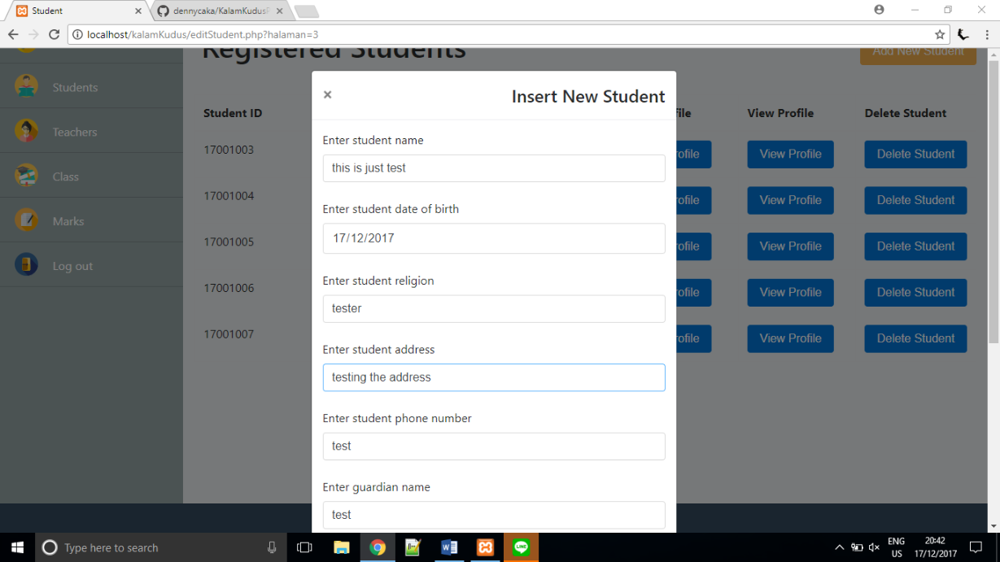 Student
dennycaka/KalamKudus
localhost/kalamKudus/editStudent.php?halaman=3
Registered Students
Add New Student
Students
Teachers
Class
Marks
Log out
Insert New Student
Enter student name
this is just test
Enter student date of birth
17/12/2017
Enter student religion
tester
Enter student address
testing the address
Enter student phone number
test
Enter guardian name
test
Student ID
file
View Profile
Delete Student
17001003
ofile
View Profile
Delete Student
17001004
ofile
View Profile
Delete Student
17001005
ofile
View Profile
Delete Student
17001006
ofile
View Profile
Delete Student
17001007
ofile
View Profile
Delete Student
Type here to search
ENG
US
20:42
17/12/2017